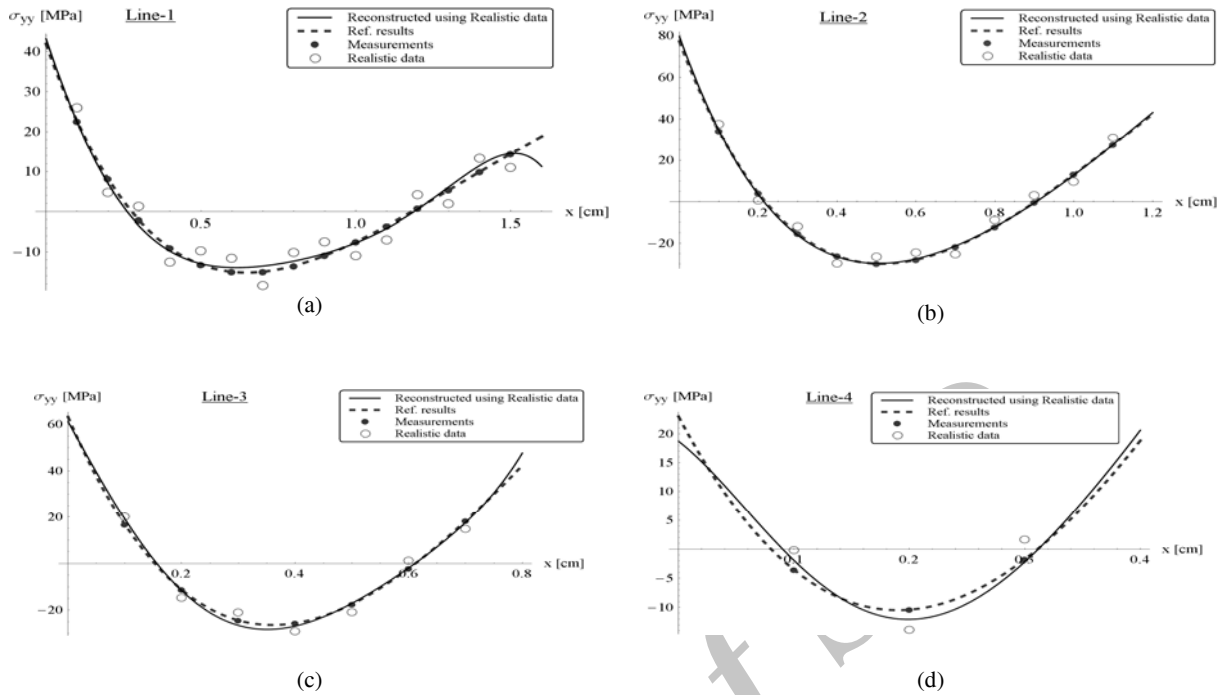 σyy [MPa]
Line-1
Reconstructed using Realistic data
Ref. results
Measurements
Realistic data
40
30
20
10
-10
0.5
1.0
1.5
x [cm]
(a)
σyy [MPa]
Line-2
Reconstructed using Realistic data
Ref. results
Measurements
Realistic data
80
60
40
20
-20
0.2
0.4
0.6
0.8
1.0
1.2
x [cm]
(b)
σyy [MPa]
Line-3
Reconstructed using Realistic data
Ref. results
Measurements
Realistic data
60
40
20
-20
0.2
0.4
0.6
0.8
x [cm]
(c)
σyy [MPa]
Line-4
Reconstructed using Realistic data
Ref. results
Measurements
Realistic data
20
15
10
5
-5
-10
0.1
0.2
0.3
0.4
x [cm]
(d)